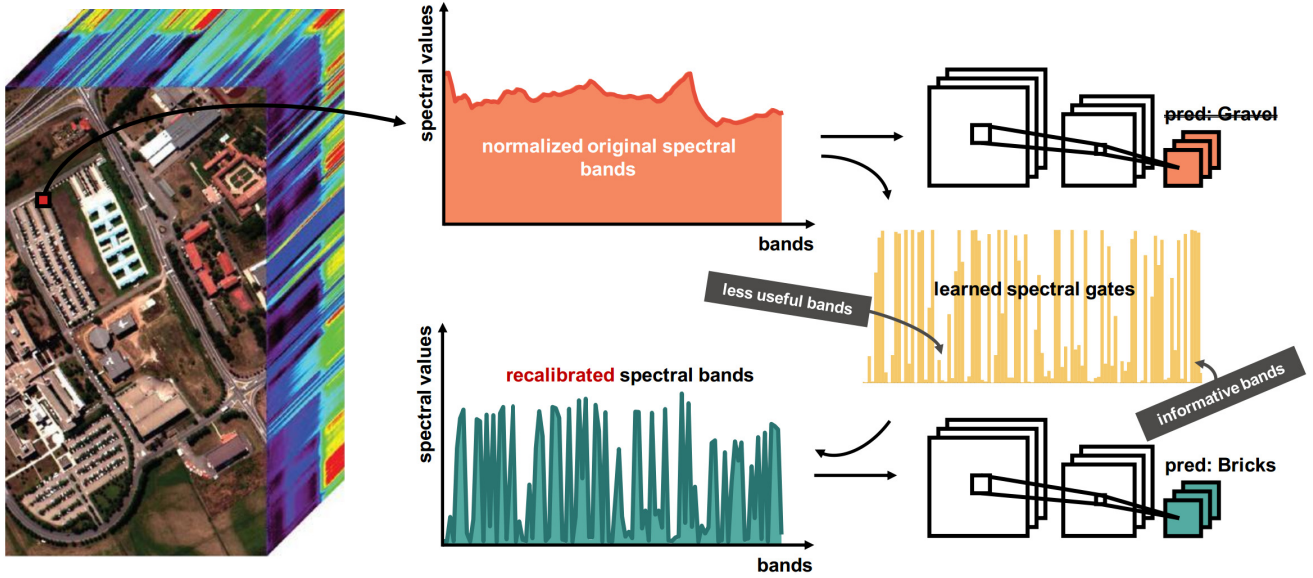 spectral values
normalized original spectral
bands
bands
pred: Gravel
less useful bands
learned spectral gates
informative bands
spectral values
recalibrated spectral bands
bands
pred: Bricks